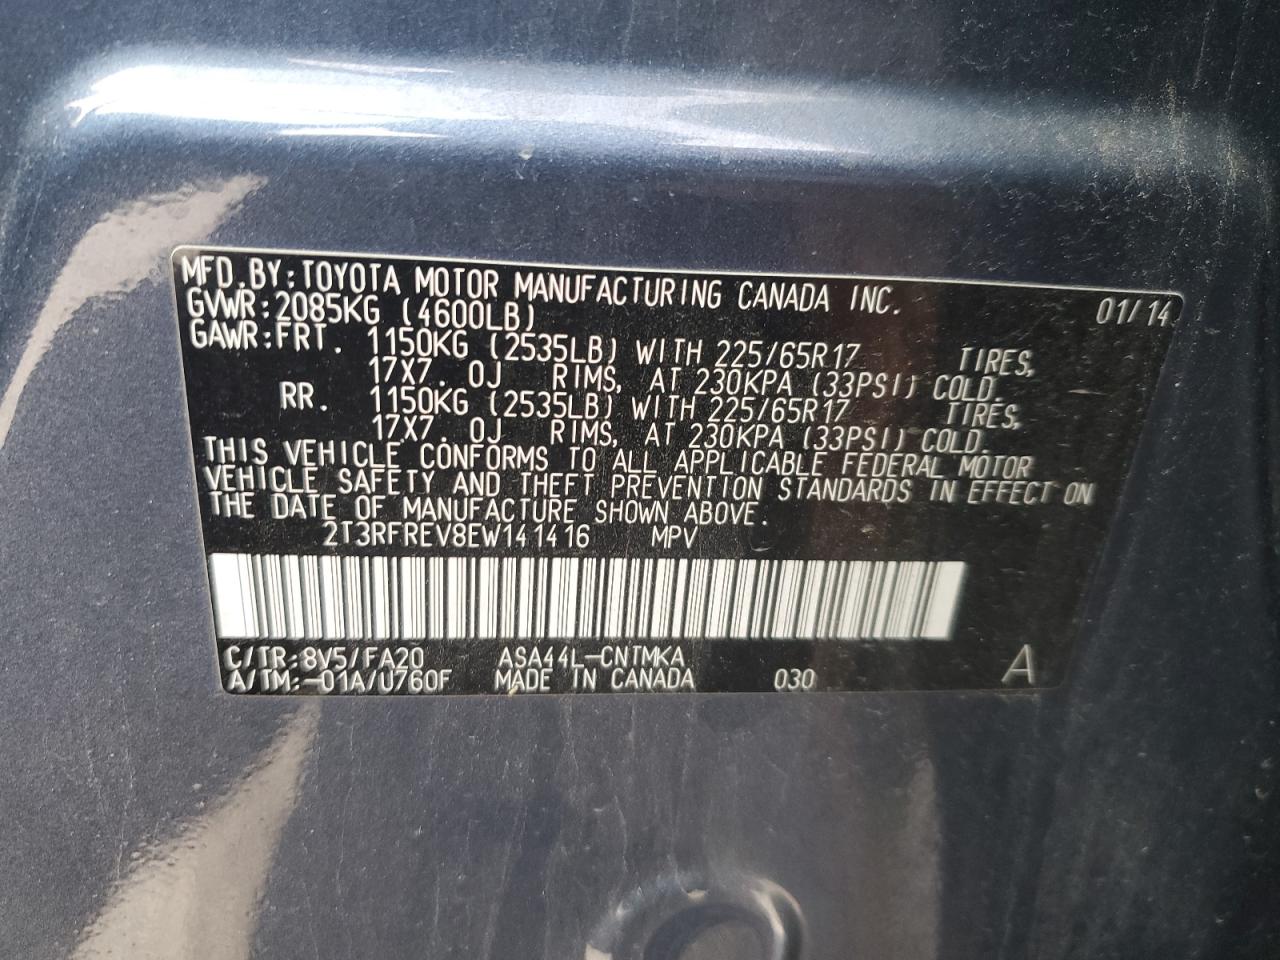 MFD.BY:TOYOTA MOTOR MANUFACTURING CANADA INC. 01/14
GVWR:2085KG (4600LB)
GAWR:FRT. 1150KG (2535LB) WITH 225/65R17 TIRES,
17X7.0J RIMS, AT 230KPA (33PSI) COLD.
RR. 1150KG (2535LB) WITH 225/65R17 TIRES,
17X7.0J RIMS, AT 230KPA (33PSI) COLD.
THIS VEHICLE CONFORMS TO ALL APPLICABLE FEDERAL MOTOR
VEHICLE SAFETY AND THEFT PREVENTION STANDARDS IN EFFECT ON
THE DATE OF MANUFACTURE SHOWN ABOVE.
2T3RFREV8EW141416 MPV
C/TR:8V5/FA20 ASA44L-CNTMKA
A/TM:-01A/U760F MADE IN CANADA 030 A